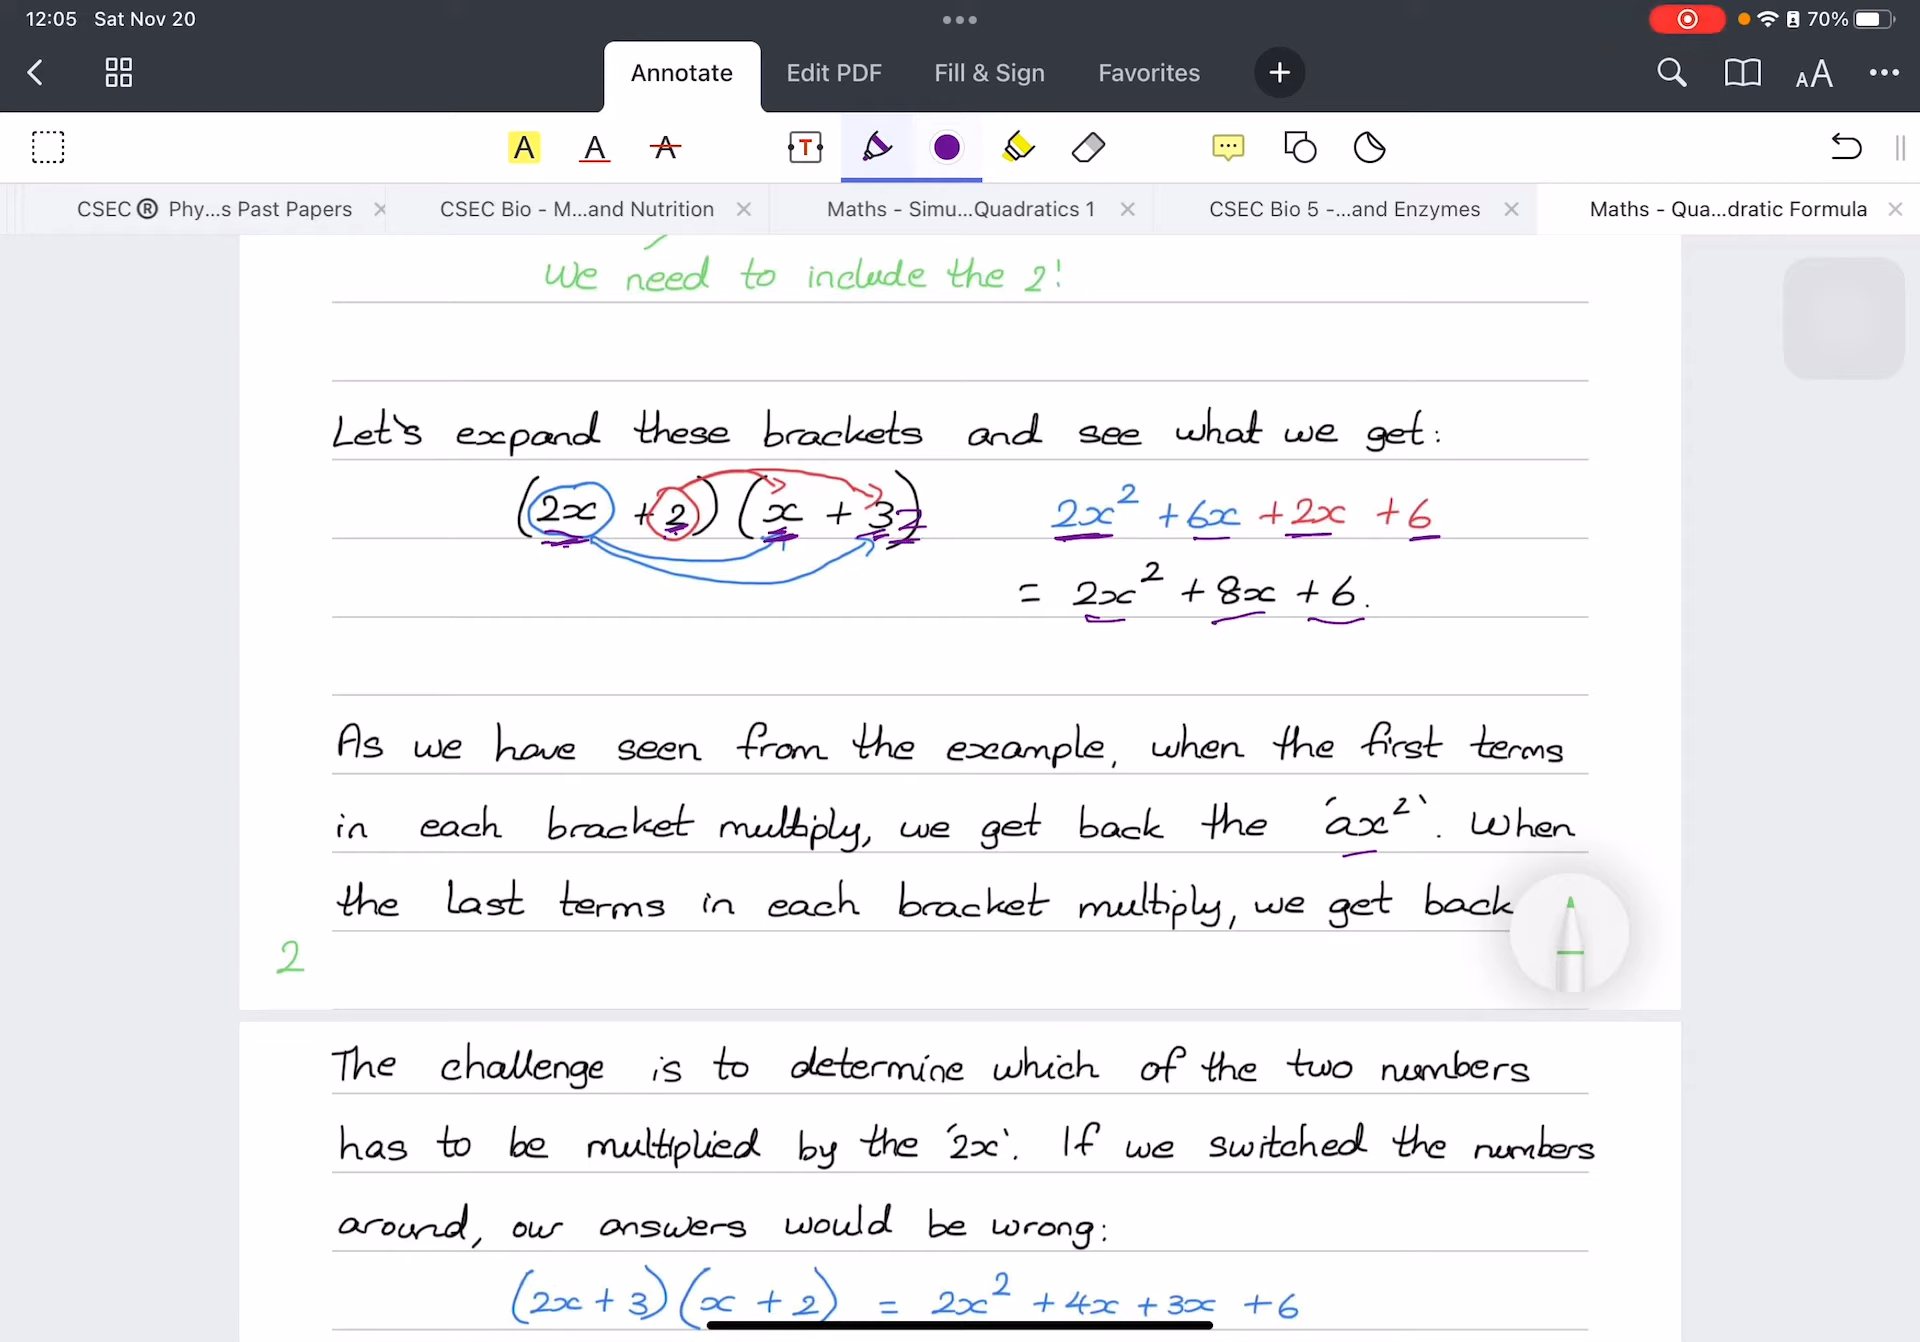 12:05 Sat Nov 20
70%
Annotate Edit PDF Fill & Sign Favorites
CSEC® Phy...s Past Papers
CSEC Bio - M...and Nutrition
Maths - Simu...Quadratics 1
CSEC Bio 5 -...and Enzymes
Maths - Qua...dratic Formula
We need to include the 2!
Let's expand these brackets and see what we get:
(2x + 2)(x + 3) 2x² + 6x + 2x + 6
= 2x² + 8x + 6.
As we have seen from the example, when the first terms
in each bracket multiply, we get back the 'ax²'. When
the last terms in each bracket multiply, we get back
2
The challenge is to determine which of the two numbers
has to be multiplied by the '2x'. If we switched the numbers
around, our answers would be wrong:
(2x + 3)(x + 2) = 2x² + 4x + 3x + 6